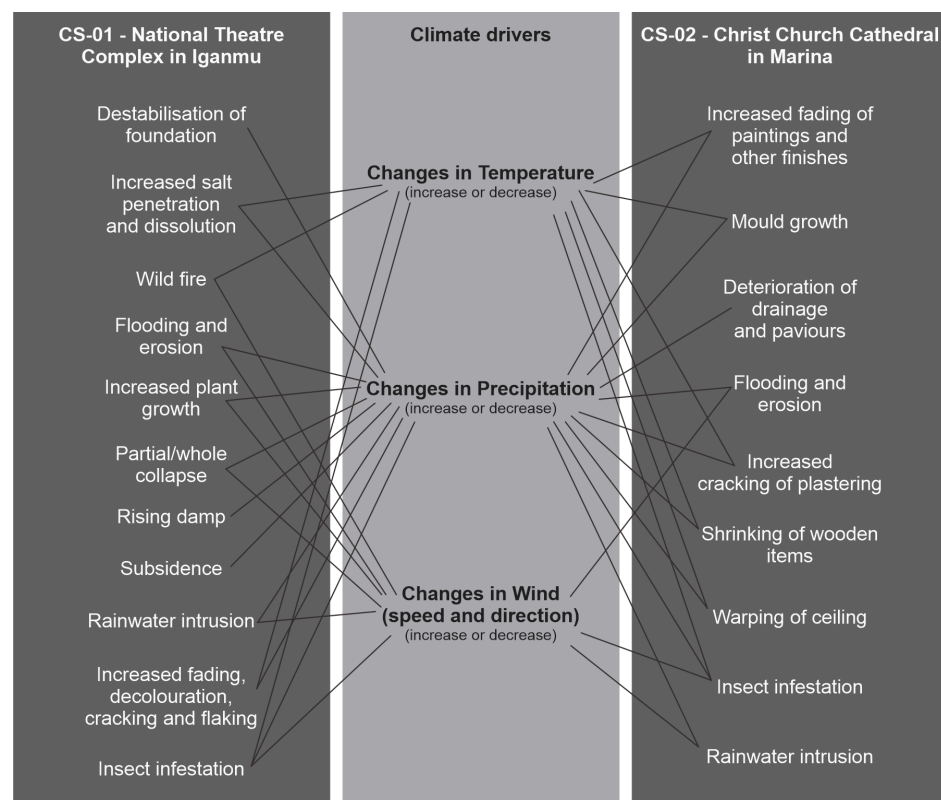 CS-01 - National Theatre
Complex in Iganmu
Destabilisation of
foundation
Increased salt
penetration
and dissolution
Wild fire
Flooding and
erosion
Increased plant
growth
Partial/whole
collapse
Rising damp
Subsidence
Rainwater intrusion
Increased fading,
decolouration,
cracking and flaking
Insect infestation
Climate drivers
Changes in Temperature
(increase or decrease)
Changes in Precipitation
(increase or decrease)
Changes in Wind
(speed and direction)
(increase or decrease)
CS-02 - Christ Church Cathedral
in Marina
Increased fading of
paintings and
other finishes
Mould growth
Deterioration of
drainage
and paviours
Flooding and
erosion
Increased
cracking of plastering
Shrinking of wooden
items
Warping of ceiling
Insect infestation
Rainwater intrusion